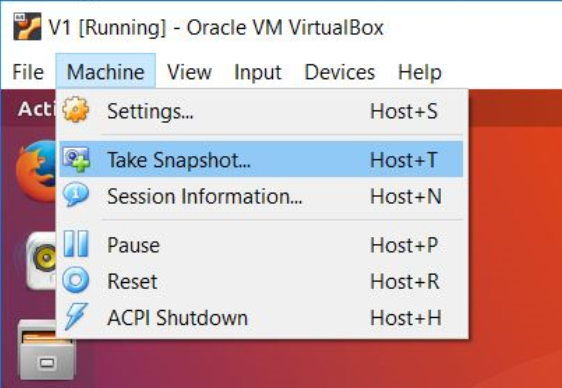 V1 [Running] - Oracle VM VirtualBox
File Machine View Input Devices Help
Acti
Settings... Host+S
Take Snapshot... Host+T
Session Information... Host+N
Pause Host+P
Reset Host+R
ACPI Shutdown Host+H